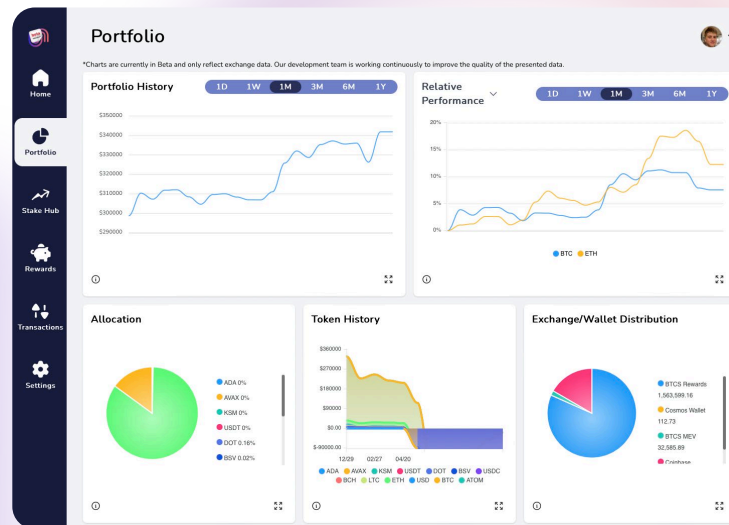 Portfolio
*Charts are currently in Beta and only reflect exchange data. Our development team is working continuously to improve the quality of the presented data.
Home
Portfolio
Stake Hub
Rewards
Transactions
Settings
Portfolio History
1D 1W 1M 3M 6M 1Y
$350000
$340000
$330000
$320000
$310000
$300000
$290000
Relative
Performance
1D 1W 1M 3M 6M 1Y
20%
15%
10%
5%
0%
BTC ETH
Allocation
ADA 0%
AVAX 0%
KSM 0%
USDT 0%
DOT 0.16%
BSV 0.02%
Token History
$360000
$270000
$180000
$90000
$0.00
$-90000.00
12/29 02/27 04/20
ADA AVAX KSM USDT DOT BSV USDC
BCH LTC ETH USD BTC ATOM
Exchange/Wallet Distribution
BTCS Rewards
1,563,599.16
Cosmos Wallet
112.73
BTCS MEV
32,585.89
Coinbase